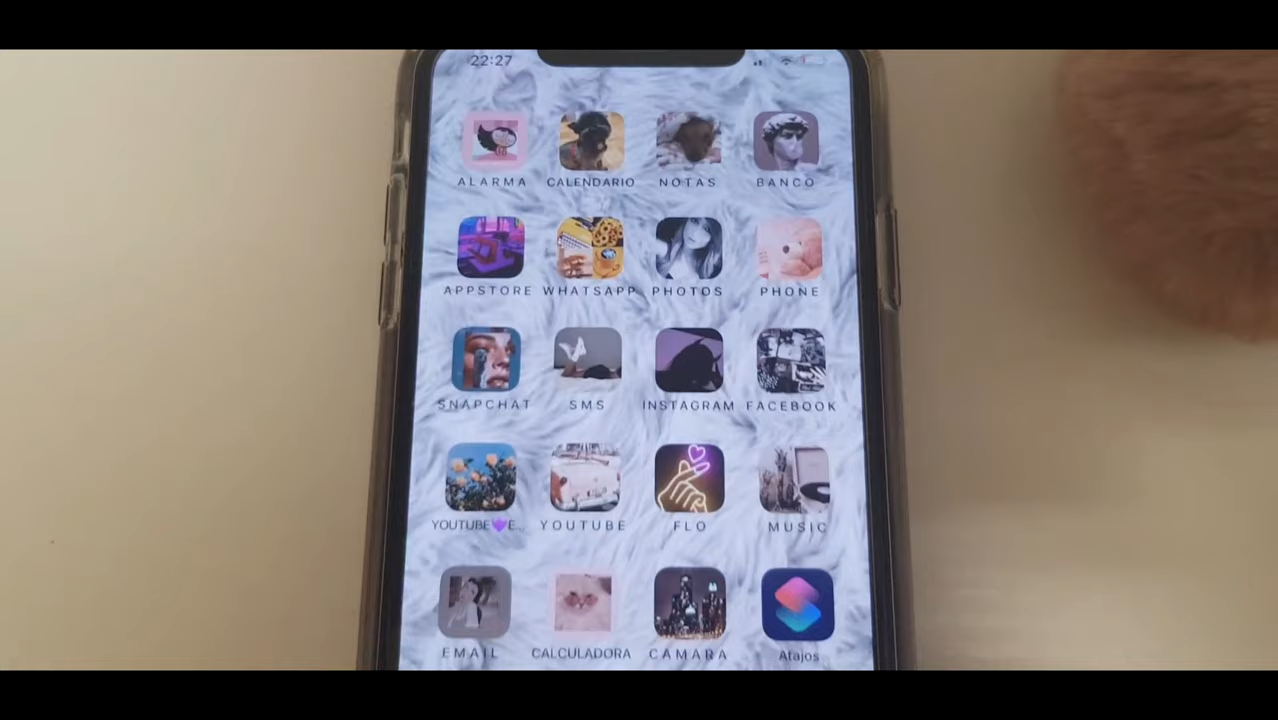 22:27
ALARMA CALENDARIO NOTAS BANCO
APPSTORE WHATSAPP PHOTOS PHONE
SNAPCHAT SMS INSTAGRAM FACEBOOK
YOUTUBE💜E... YOUTUBE FLO MUSIC
EMAIL CALCULADORA CAMARA Atajos